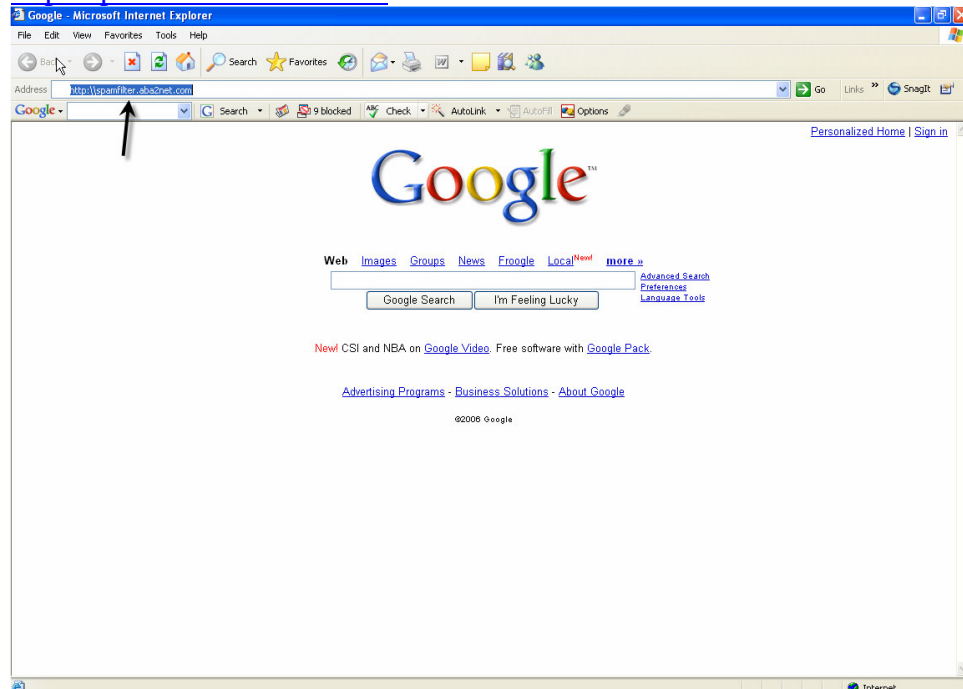 Google - Microsoft Internet Explorer
File Edit View Favorites Tools Help
Back Search Favorites
Address http:\\spamfilter.aba2net.com Go Links » SnagIt
Google - G Search 9 blocked ABC Check AutoLink AutoFill Options
Personalized Home | Sign in
Google™
Web Images Groups News Froogle Local New! more »
Advanced Search
Preferences
Language Tools
Google Search I'm Feeling Lucky
New! CSI and NBA on Google Video. Free software with Google Pack.
Advertising Programs - Business Solutions - About Google
©2006 Google
Internet